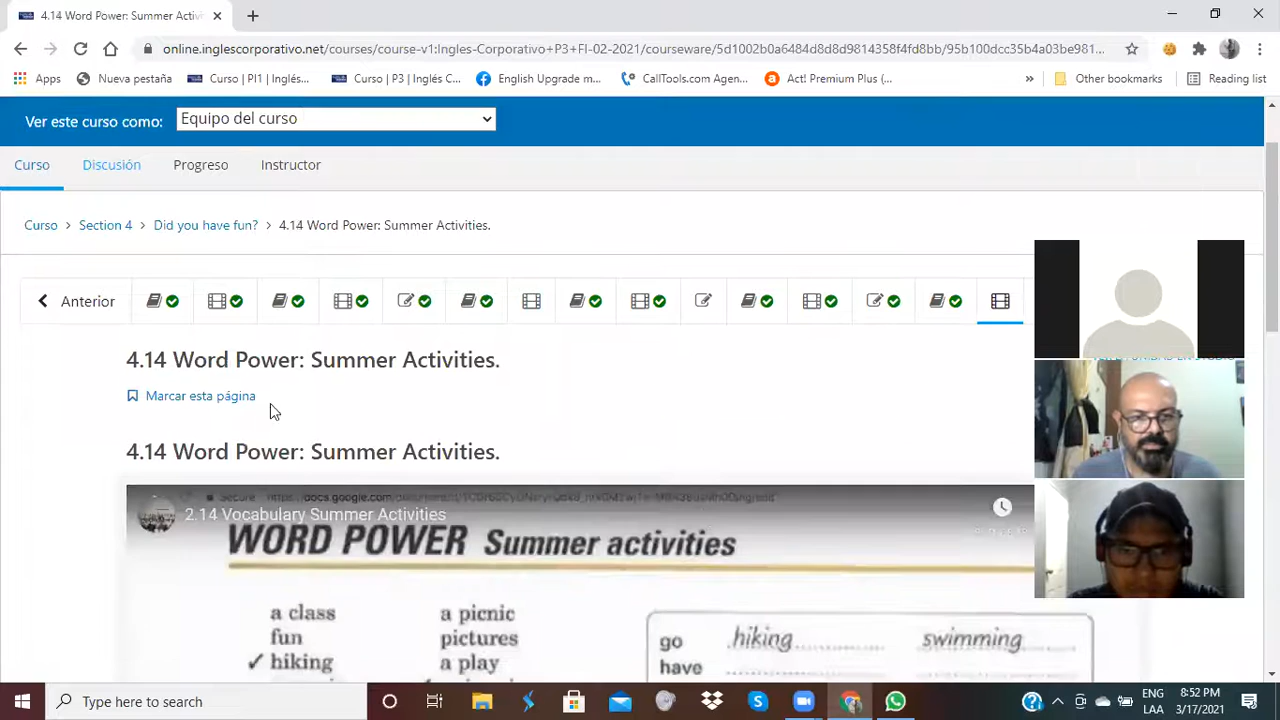 4.14 Word Power: Summer Activi
online.inglescorporativo.net/courses/course-v1:Ingles-Corporativo+P3+FI-02-2021/courseware/5d1002b0a6484d8d8d9814358f4fd8bb/95b100dcc35b4a03be981...
Apps
Nueva pestaña
Curso | PI1 | Inglés...
Curso | P3 | Inglés C...
English Upgrade m...
CallTools.com Agen...
Act! Premium Plus (...
»
Other bookmarks
Reading list
Ver este curso como:
Equipo del curso
Curso
Discusión
Progreso
Instructor
Curso > Section 4 > Did you have fun? > 4.14 Word Power: Summer Activities.
Anterior
4.14 Word Power: Summer Activities.
Marcar esta página
4.14 Word Power: Summer Activities.
Secure
2.14 Vocabulary Summer Activities
WORD POWER Summer activities
a class
a picnic
fun
pictures
✓ hiking
a play
go hiking swimming
have
Type here to search
ENG
LAA
8:52 PM
3/17/2021